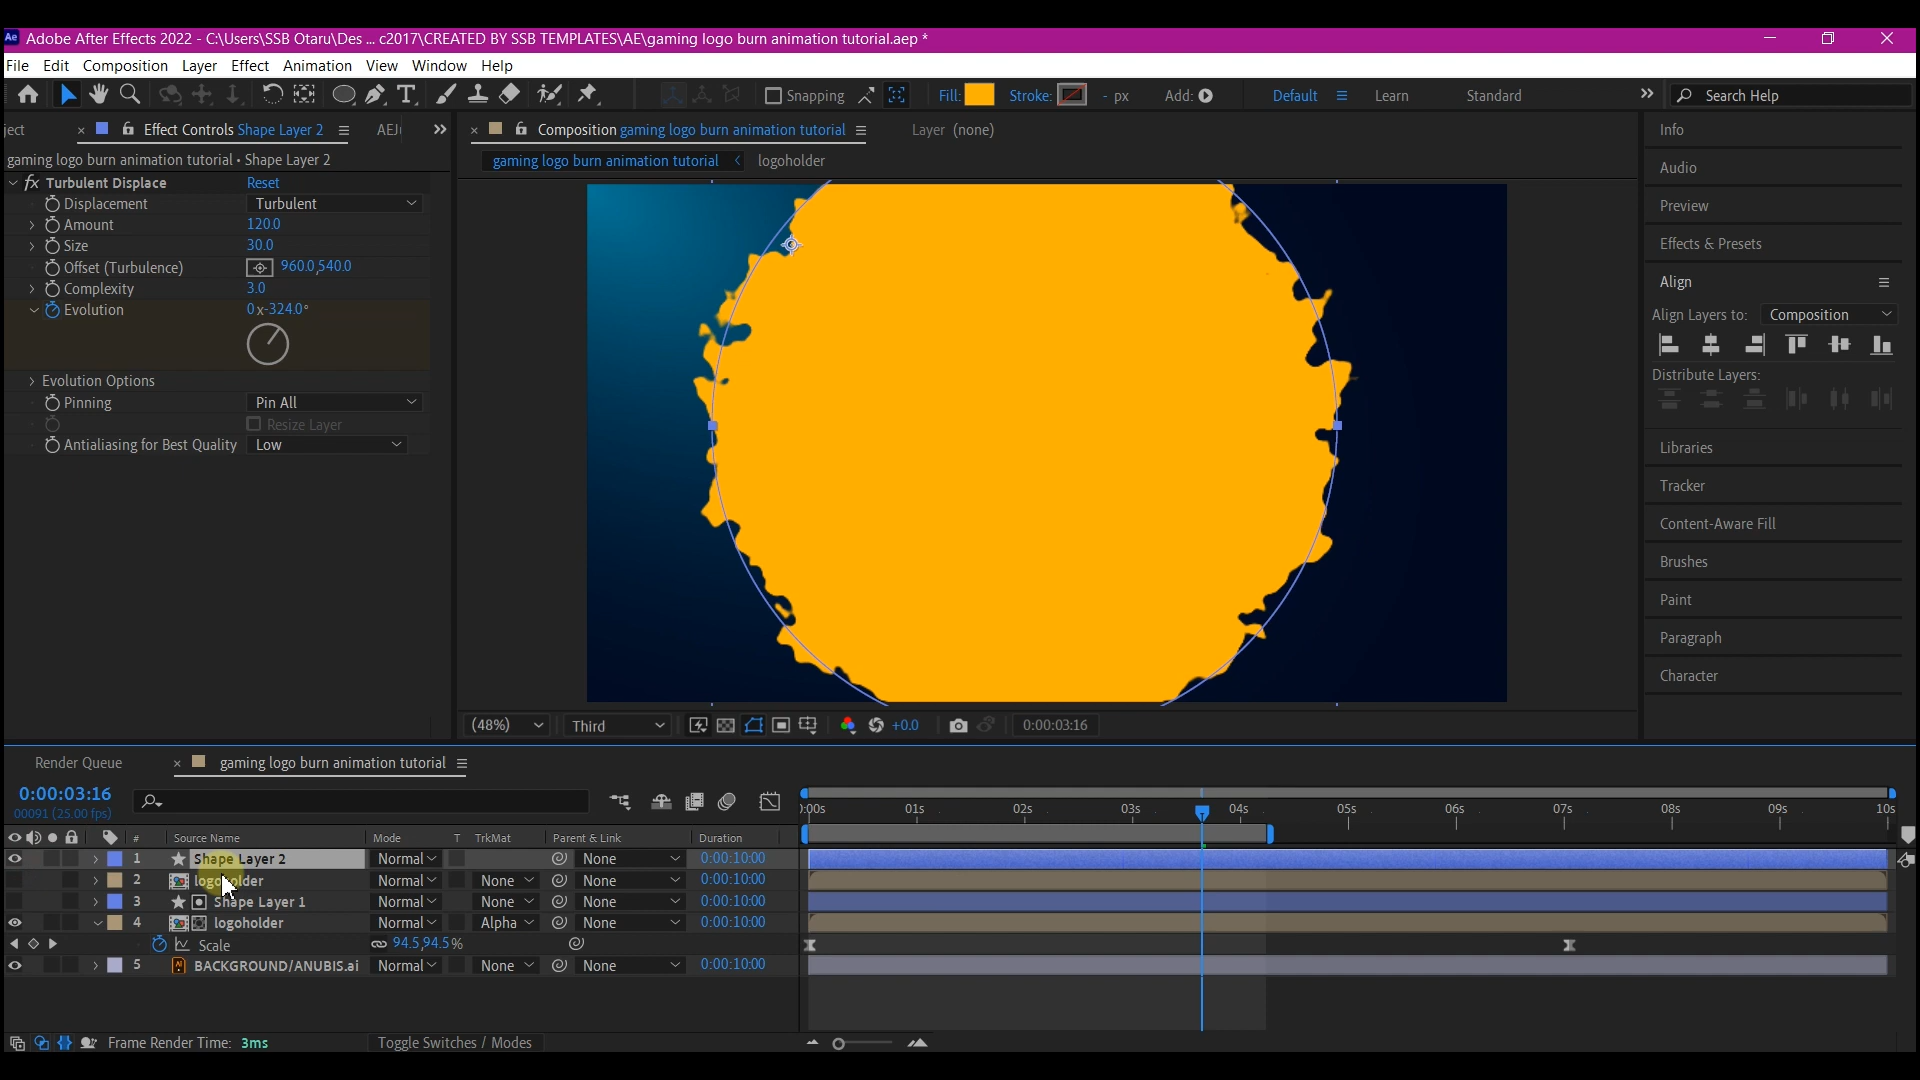 Ae Adobe After Effects 2022 - C:\Users\SSB Otaru\Des ... c2017\CREATED BY SSB TEMPLATES\AE\gaming logo burn animation tutorial.aep *
File Edit Composition Layer Effect Animation View Window Help
Snapping Fill: Stroke: - px Add: Default Learn Standard Search Help
ject Effect Controls Shape Layer 2 Composition gaming logo burn animation tutorial Layer (none) Info
gaming logo burn animation tutorial • Shape Layer 2 gaming logo burn animation tutorial logoholder
Audio
fx Turbulent Displace Reset
Displacement Turbulent Preview
Amount 120.0
Size 30.0 Effects & Presets
Offset (Turbulence) 960.0,540.0
Complexity 3.0 Align
Evolution 0x-324.0° Align Layers to: Composition
Distribute Layers:
Evolution Options
Pinning Pin All
Resize Layer
Antialiasing for Best Quality Low Libraries
Tracker
Content-Aware Fill
Brushes
Paint
Paragraph
Character
(48%) Third +0.0 0:00:03:16
Render Queue gaming logo burn animation tutorial
0:00:03:16
00091 (25.00 fps)
):00s 01s 02s 03s 04s 05s 06s 07s 08s 09s 10s
# Source Name Mode T TrkMat Parent & Link Duration
1 Shape Layer 2 Normal None 0:00:10:00
2 logoholder Normal None None 0:00:10:00
3 Shape Layer 1 Normal None None 0:00:10:00
4 logoholder Normal Alpha None 0:00:10:00
Scale 94.5,94.5%
5 BACKGROUND/ANUBIS.ai Normal None None 0:00:10:00
Frame Render Time: 3ms Toggle Switches / Modes